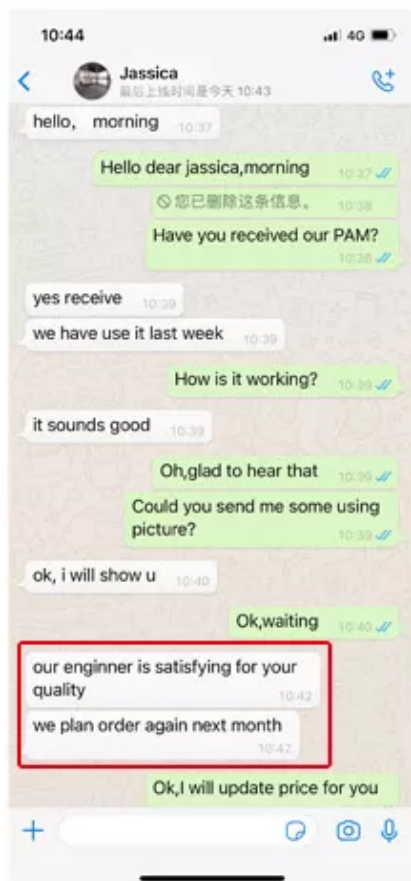 10:44
4G
Jassica
最后上线时间是今天 10:43
hello, morning 10:37
Hello dear jassica,morning 10:37
您已删除这条信息。 10:38
Have you received our PAM?
10:38
yes receive 10:39
we have use it last week 10:39
How is it working? 10:39
it sounds good 10:39
Oh,glad to hear that 10:39
Could you send me some using
picture? 10:39
ok, i will show u 10:40
Ok,waiting 10:40
our enginner is satisfying for your
quality 10:42
we plan order again next month
10:42
Ok,I will update price for you